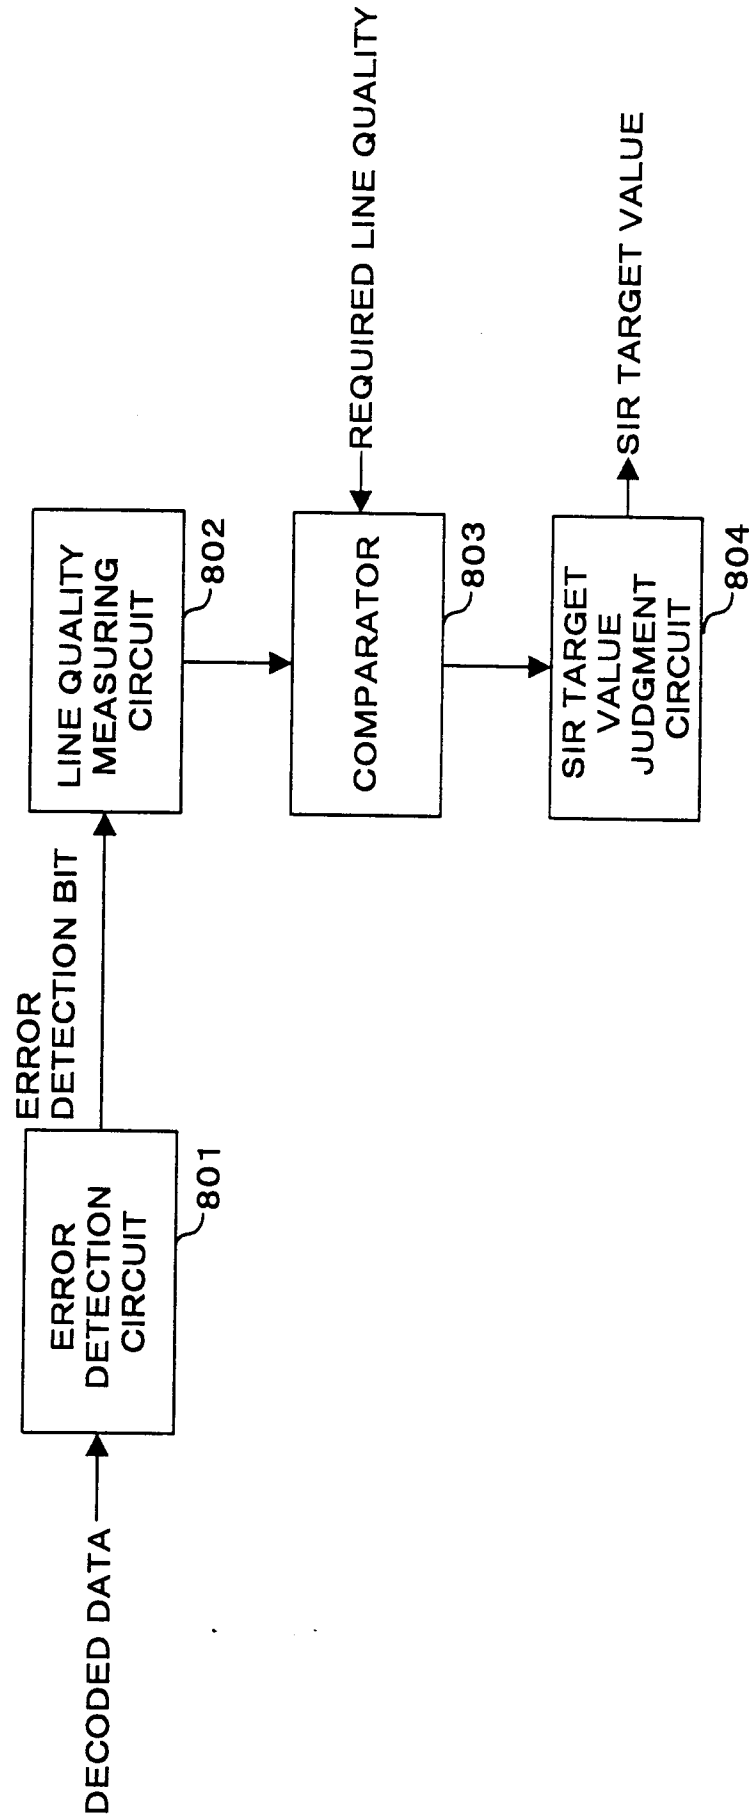 DECODED DATA
ERROR
DETECTION
CIRCUIT
801
ERROR
DETECTION BIT
LINE QUALITY
MEASURING
CIRCUIT
802
COMPARATOR
803
REQUIRED LINE QUALITY
SIR TARGET
VALUE
JUDGMENT
CIRCUIT
804
SIR TARGET VALUE